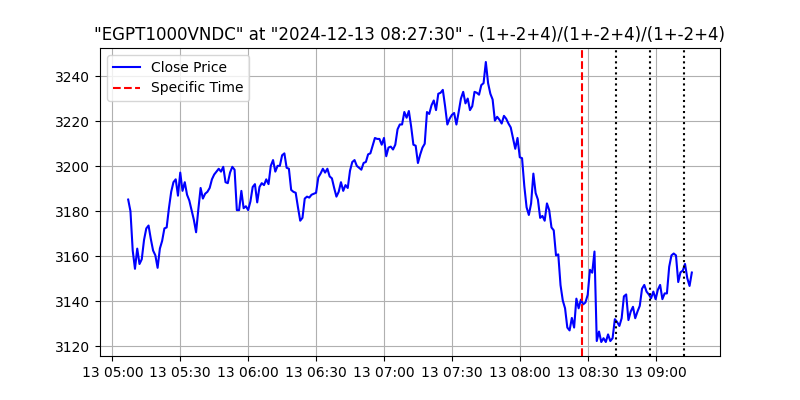 "EGPT1000VNDC" at "2024-12-13 08:27:30" - (1+-2+4)/(1+-2+4)/(1+-2+4)
Close Price
Specific Time
3240
3220
3200
3180
3160
3140
3120
13 05:00 13 05:30 13 06:00 13 06:30 13 07:00 13 07:30 13 08:00 13 08:30 13 09:00